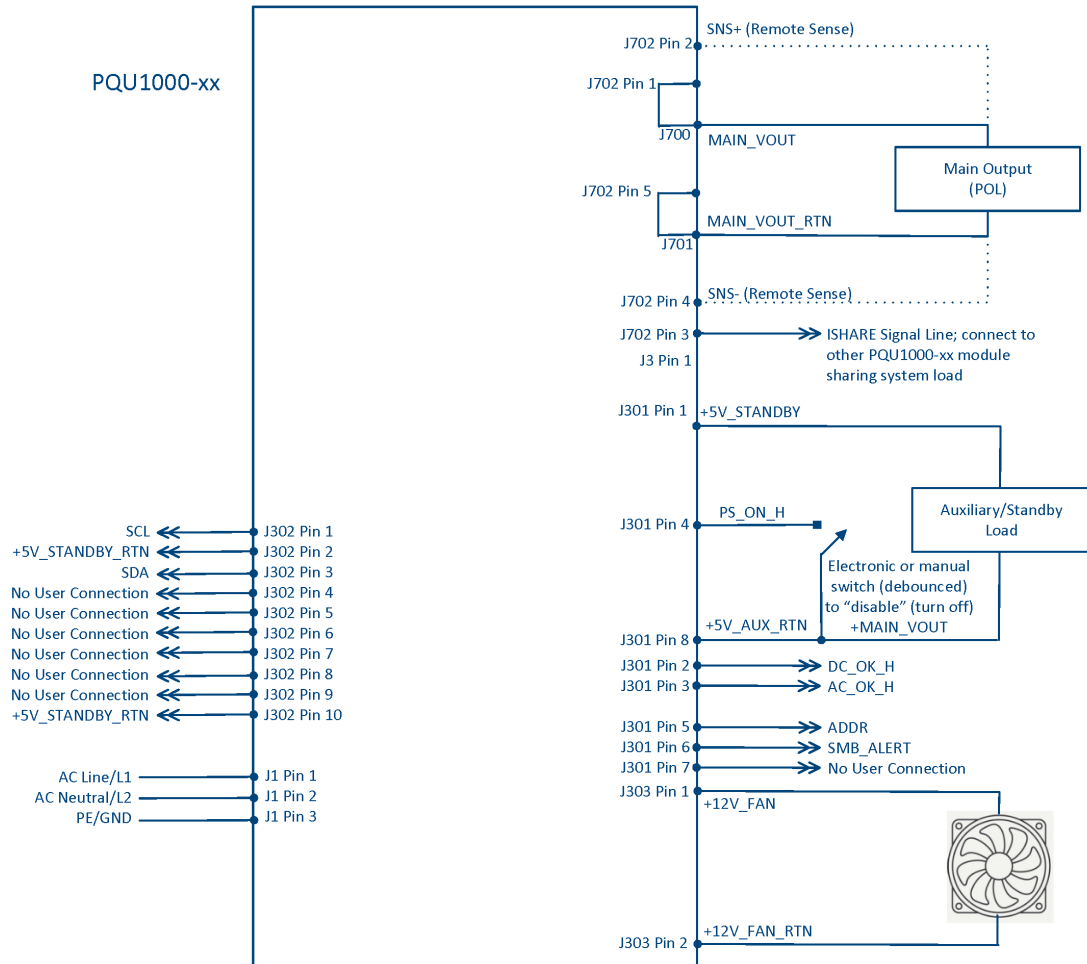 PQU1000-xx
J702 Pin 2
SNS+ (Remote Sense)
J702 Pin 1
J700
MAIN_VOUT
Main Output
(POL)
J702 Pin 5
MAIN_VOUT_RTN
J701
J702 Pin 4
SNS- (Remote Sense)
J702 Pin 3
ISHARE Signal Line; connect to
other PQU1000-xx module
sharing system load
J3 Pin 1
J301 Pin 1
+5V_STANDBY
Auxiliary/Standby
Load
J301 Pin 4
PS_ON_H
Electronic or manual
switch (debounced)
to “disable” (turn off)
+MAIN_VOUT
J301 Pin 8
+5V_AUX_RTN
J301 Pin 2
DC_OK_H
J301 Pin 3
AC_OK_H
J301 Pin 5
ADDR
J301 Pin 6
SMB_ALERT
J301 Pin 7
No User Connection
J303 Pin 1
+12V_FAN
J303 Pin 2
+12V_FAN_RTN
SCL
J302 Pin 1
+5V_STANDBY_RTN
J302 Pin 2
SDA
J302 Pin 3
No User Connection
J302 Pin 4
No User Connection
J302 Pin 5
No User Connection
J302 Pin 6
No User Connection
J302 Pin 7
No User Connection
J302 Pin 8
No User Connection
J302 Pin 9
+5V_STANDBY_RTN
J302 Pin 10
AC Line/L1
J1 Pin 1
AC Neutral/L2
J1 Pin 2
PE/GND
J1 Pin 3